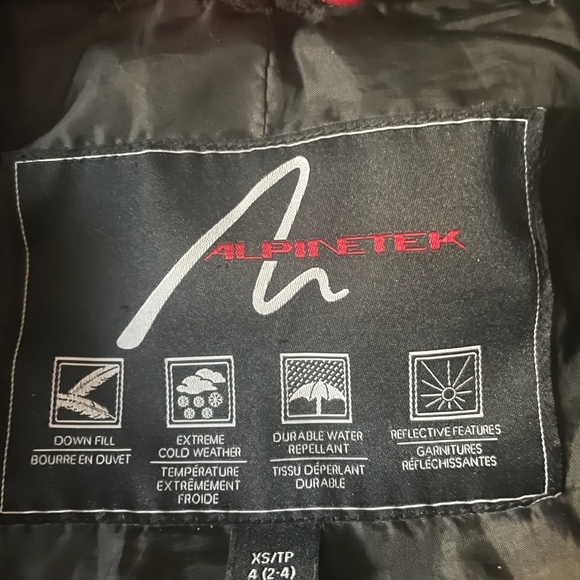 ALPINETEK
DOWN FILL
BOURRE EN DUVET
EXTREME
COLD WEATHER
TEMPÉRATURE
EXTRÊMEMENT
FROIDE
DURABLE WATER
REPELLANT
TISSU DÉPERLANT
DURABLE
REFLECTIVE FEATURES
GARNITURES
RÉFLÉCHISSANTES
XS/TP
4 (2-4)